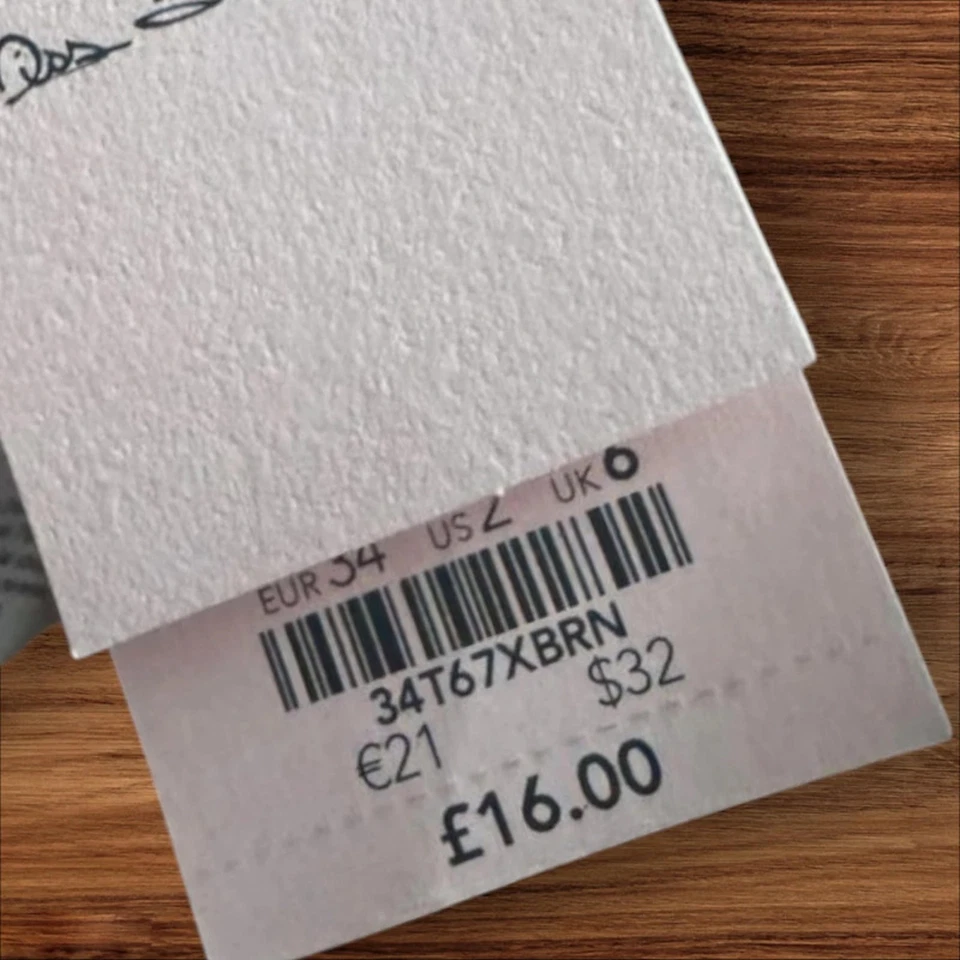 EUR 34 US 2 UK 6
34T67XBRN
€21 $32
£16.00